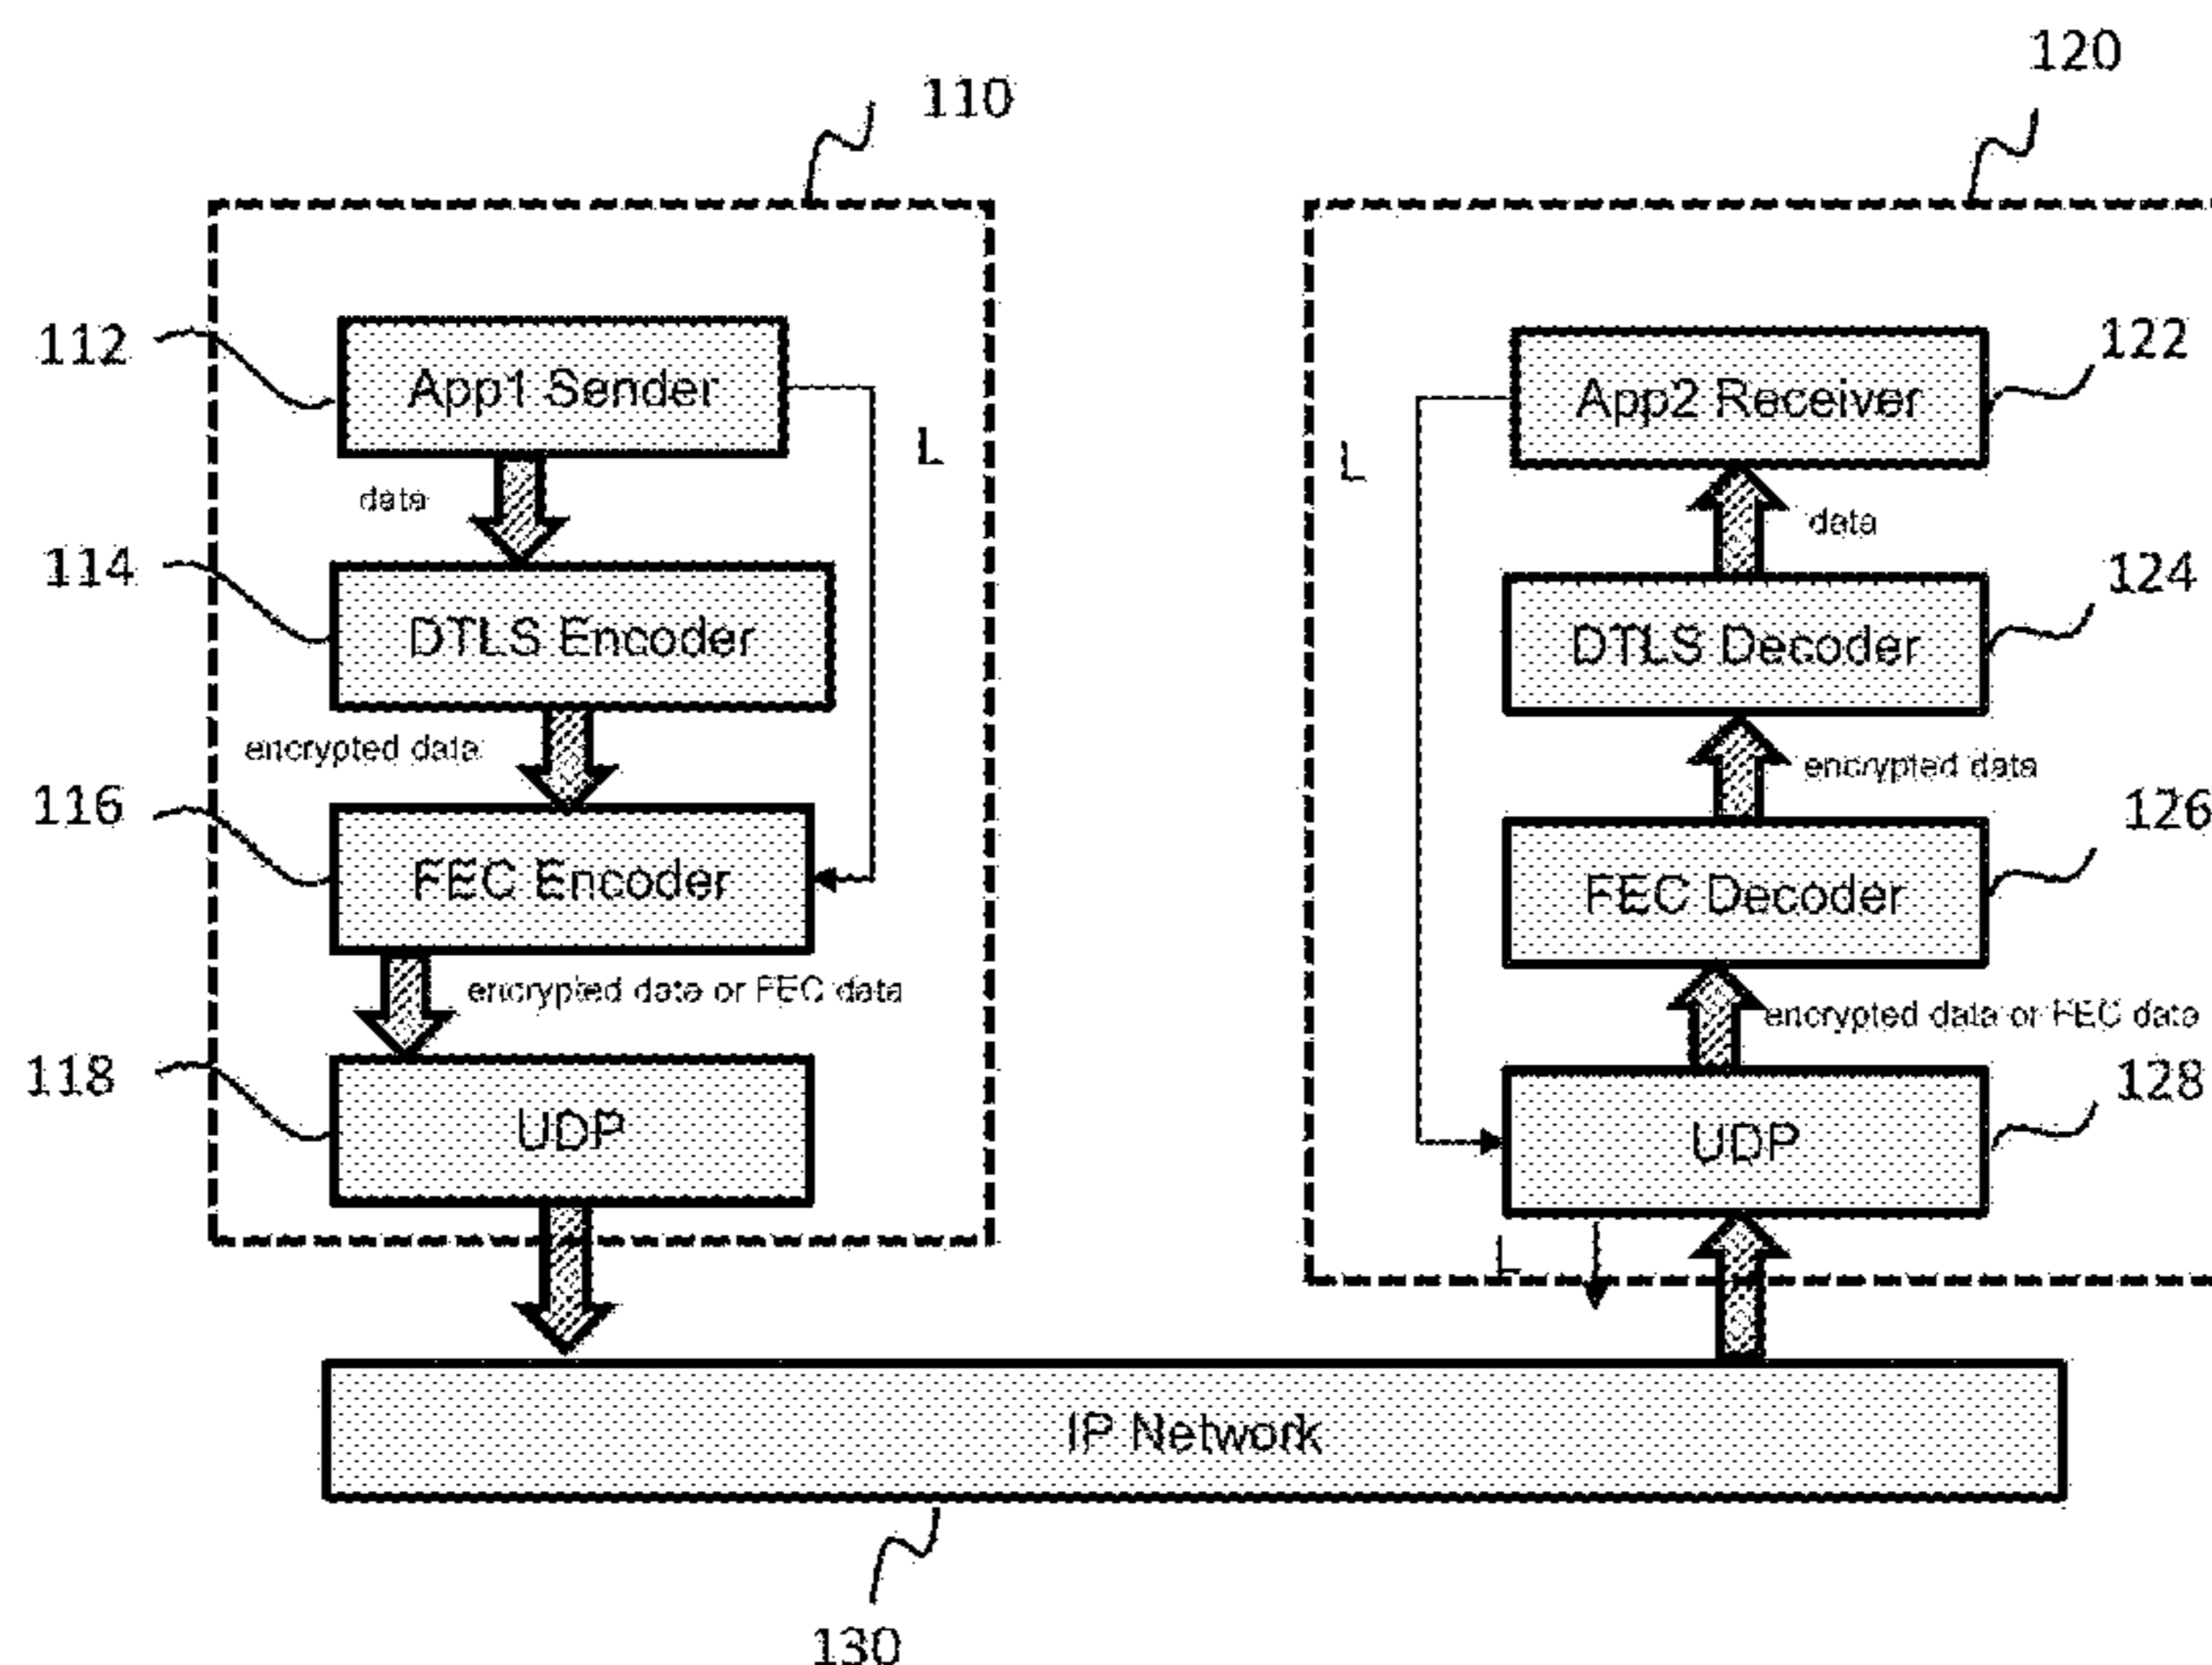 120
110
112
App1 Sender
L
data
114
DTLS Encoder
encrypted data
116
FEC Encoder
encrypted data or FEC data
118
UDP
122
App2 Receiver
L
data
124
DTLS Decoder
encrypted data
126
FEC Decoder
encrypted data or FEC data
128
UDP
L
IP Network
130